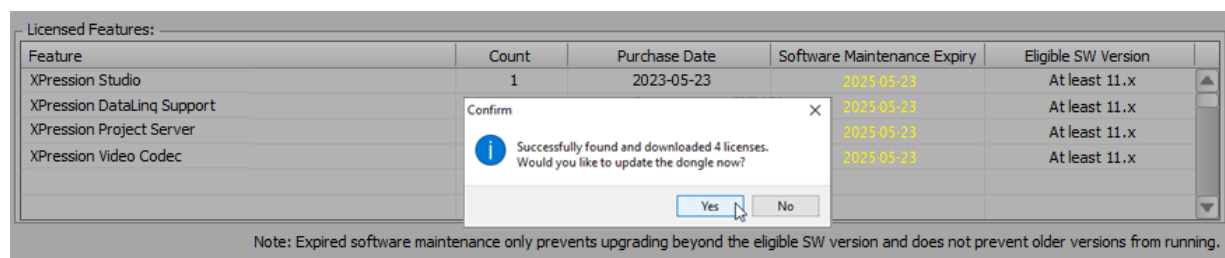 Licensed Features:
Feature Count Purchase Date Software Maintenance Expiry Eligible SW Version
XPression Studio 1 2023-05-23 2025-05-23 At least 11.x
XPression DataLinq Support 2025-05-23 At least 11.x
XPression Project Server 2025-05-23 At least 11.x
XPression Video Codec 2025-05-23 At least 11.x
Confirm
Successfully found and downloaded 4 licenses.
Would you like to update the dongle now?
Yes No
Note: Expired software maintenance only prevents upgrading beyond the eligible SW version and does not prevent older versions from running.